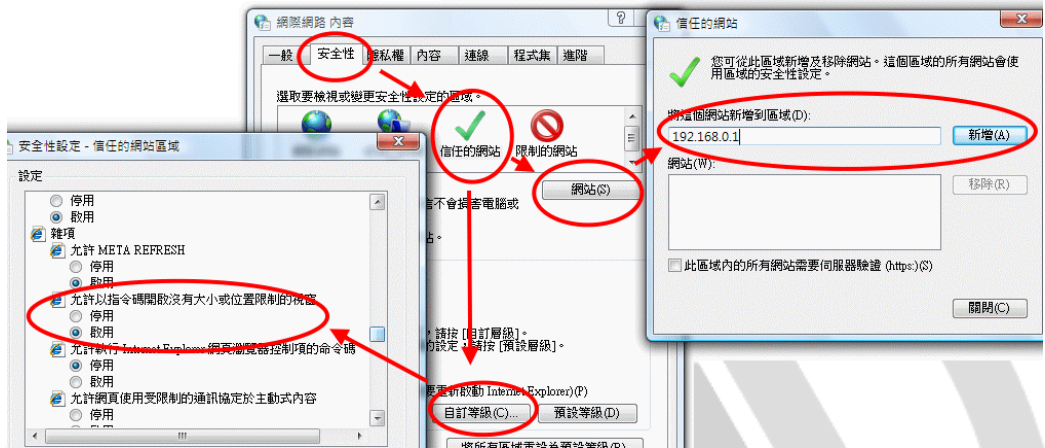 網際網路 內容
一般 安全性 隱私權 內容 連線 程式集 進階
選取要檢視或變更安全性設定的區域。
信任的網站 限制的網站
網站(S)
言不會損害電腦或
站。
,請按 [自訂層級]。
的設定,請按 [預設層級]。
要重新啟動 Internet Explorer)(P)
自訂等級(C)... 預設等級(D)
將所有區域重設為預設等級(R)
信任的網站
您可從此區域新增及移除網站。這個區域的所有網站會使
用區域的安全性設定。
將這個網站新增到區域(D):
192.168.0.1 新增(A)
網站(W):
移除(R)
此區域內的所有網站需要伺服器驗證 (https:)(S)
關閉(C)
安全性設定 - 信任的網站區域
設定
停用
啟用
雜項
允許 META REFRESH
停用
啟用
允許以指令碼開啟沒有大小或位置限制的視窗
停用
啟用
允許執行 Internet Explorer 網頁瀏覽器控制項的命令碼
停用
啟用
允許網頁使用受限制的通訊協定於主動式內容
停用